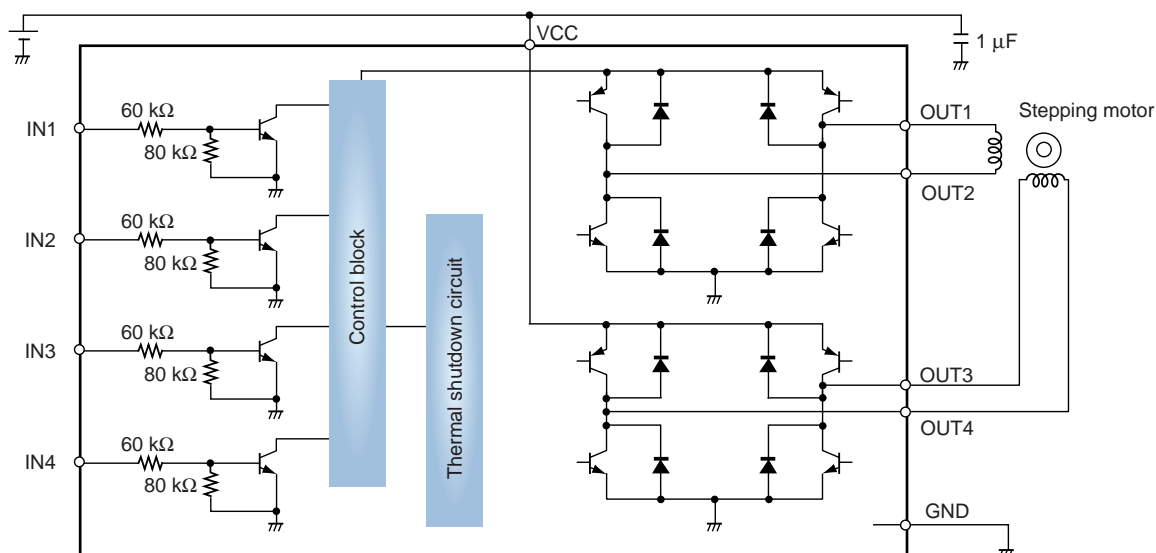 VCC
1 µF
60 kΩ
IN1
80 kΩ
OUT1
Stepping motor
OUT2
60 kΩ
IN2
80 kΩ
Control block
Thermal shutdown circuit
60 kΩ
IN3
80 kΩ
OUT3
OUT4
60 kΩ
IN4
80 kΩ
GND